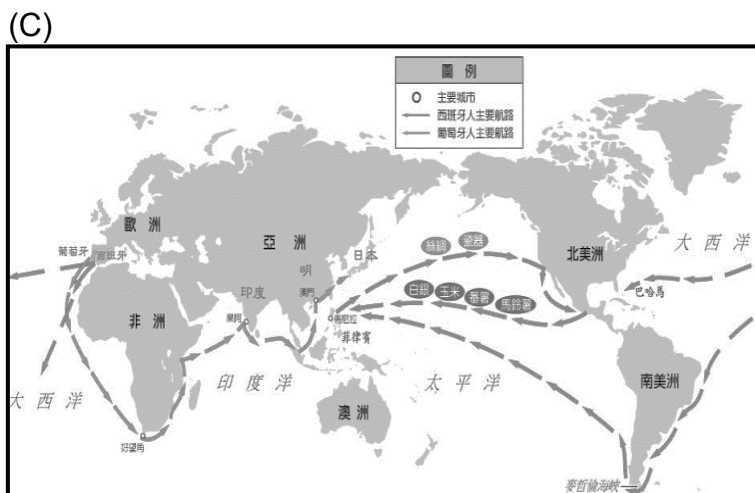 (C)
圖 例
主要城市
西班牙人主要航路
葡萄牙人主要航路
歐 洲
葡萄牙
西班牙
亞 洲
明
日本
絲綢
瓷器
北美洲
大 西 洋
印度
澳門
白銀
玉米
番薯
馬鈴薯
巴哈馬
果阿
馬尼拉
菲律賓
非 洲
大 西 洋
印 度 洋
太 平 洋
澳 洲
南美洲
好望角
麥哲倫海峽